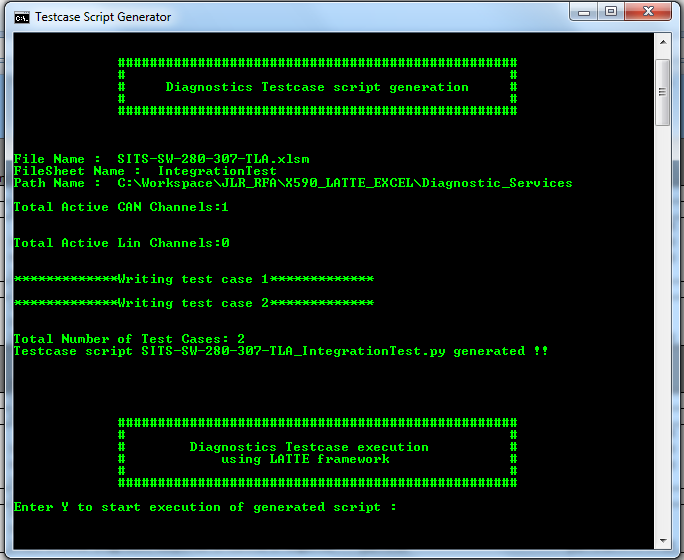 Testcase Script Generator
##################################################
# #
# Diagnostics Testcase script generation #
# #
##################################################
File Name : SITS-SW-280-307-TLA.xlsm
FileSheet Name : IntegrationTest
Path Name : C:\Workspace\JLR_RFA\X590_LATTE_EXCEL\Diagnostic_Services
Total Active CAN Channels:1
Total Active Lin Channels:0
*************Writing test case 1*************
*************Writing test case 2*************
Total Number of Test Cases: 2
Testcase script SITS-SW-280-307-TLA_IntegrationTest.py generated !!
##################################################
# #
# Diagnostics Testcase execution #
# using LATTE framework #
# #
##################################################
Enter Y to start execution of generated script :